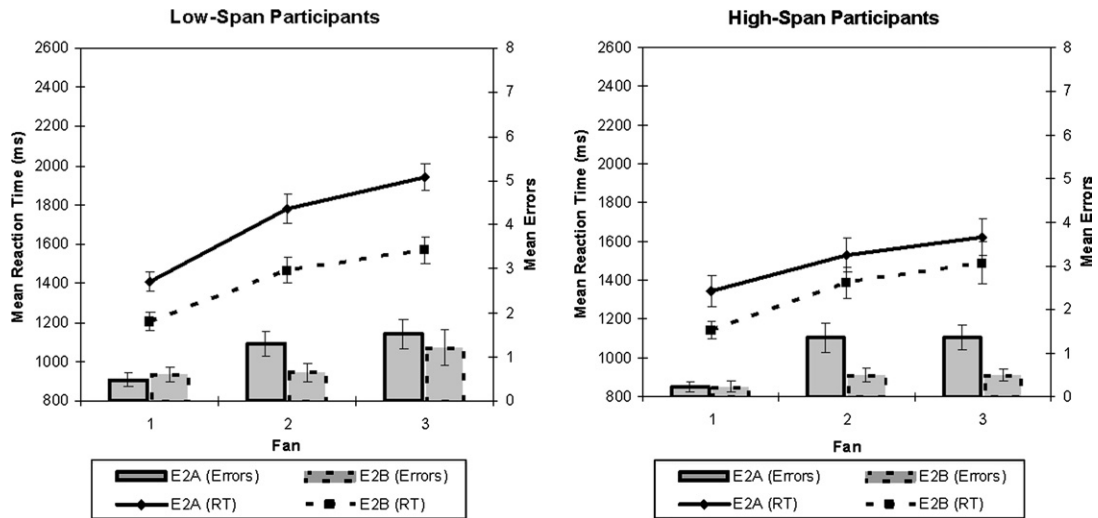 Low-Span Participants
Mean Reaction Time (ms)
2600
2400
2200
2000
1800
1600
1400
1200
1000
800
8
7
6
5
4
3
2
1
0
Mean Errors
1 2 3
Fan
E2A (Errors) E2B (Errors)
E2A (RT) E2B (RT)
High-Span Participants
Mean Reaction Time (ms)
2600
2400
2200
2000
1800
1600
1400
1200
1000
800
8
7
6
5
4
3
2
1
0
Mean Errors
1 2 3
Fan
E2A (Errors) E2B (Errors)
E2A (RT) E2B (RT)